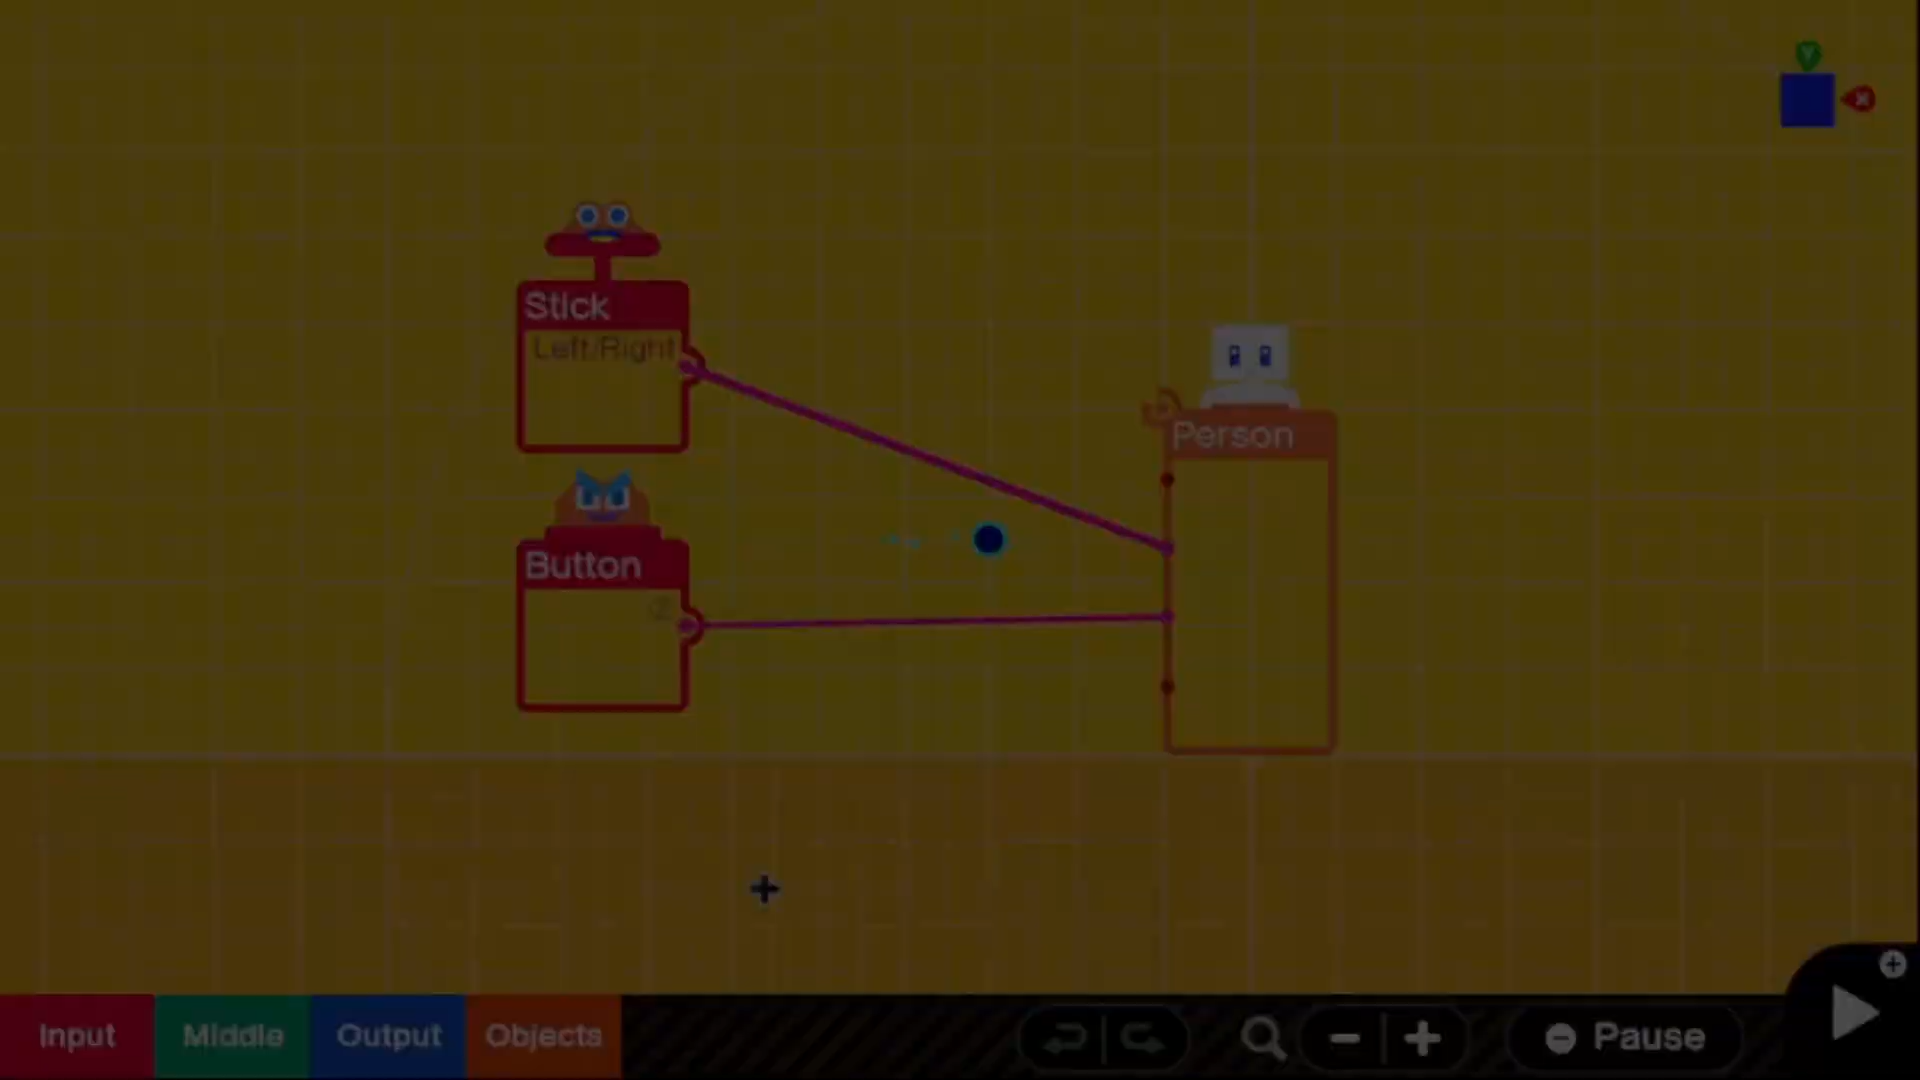 Y
X
Stick
Left/Right
Person
Button
Input
Middle
Output
Objects
Pause